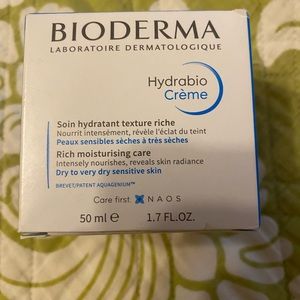 BIODERMA
LABORATOIRE DERMATOLOGIQUE
Hydrabio
Crème
Soin hydratant texture riche
Nourrit intensément, révèle l'éclat du teint
Peaux sensibles sèches à très sèches
Rich moisturising care
Intensely nourishes, reveals skin radiance
Dry to very dry sensitive skin
BREVET/PATENT AQUAGENIUM™
Care first. NAOS
50 ml ℮ 1.7 FL.OZ.